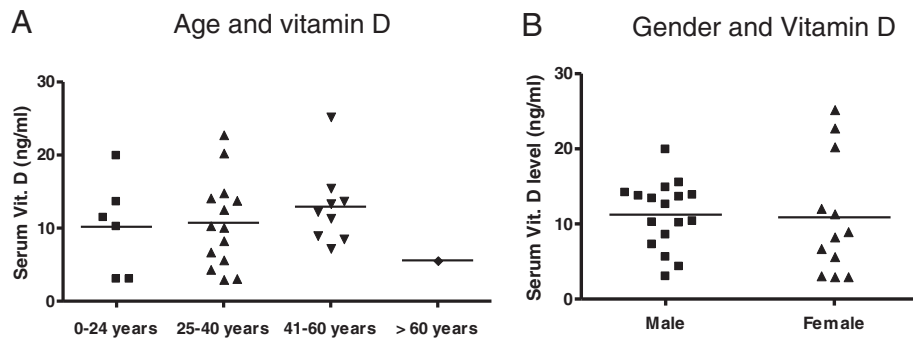 A
Age and vitamin D
Serum Vit. D (ng/ml)
30
20
10
0
0-24 years
25-40 years
41-60 years
> 60 years
B
Gender and Vitamin D
Serum Vit. D level (ng/ml)
30
20
10
0
Male
Female